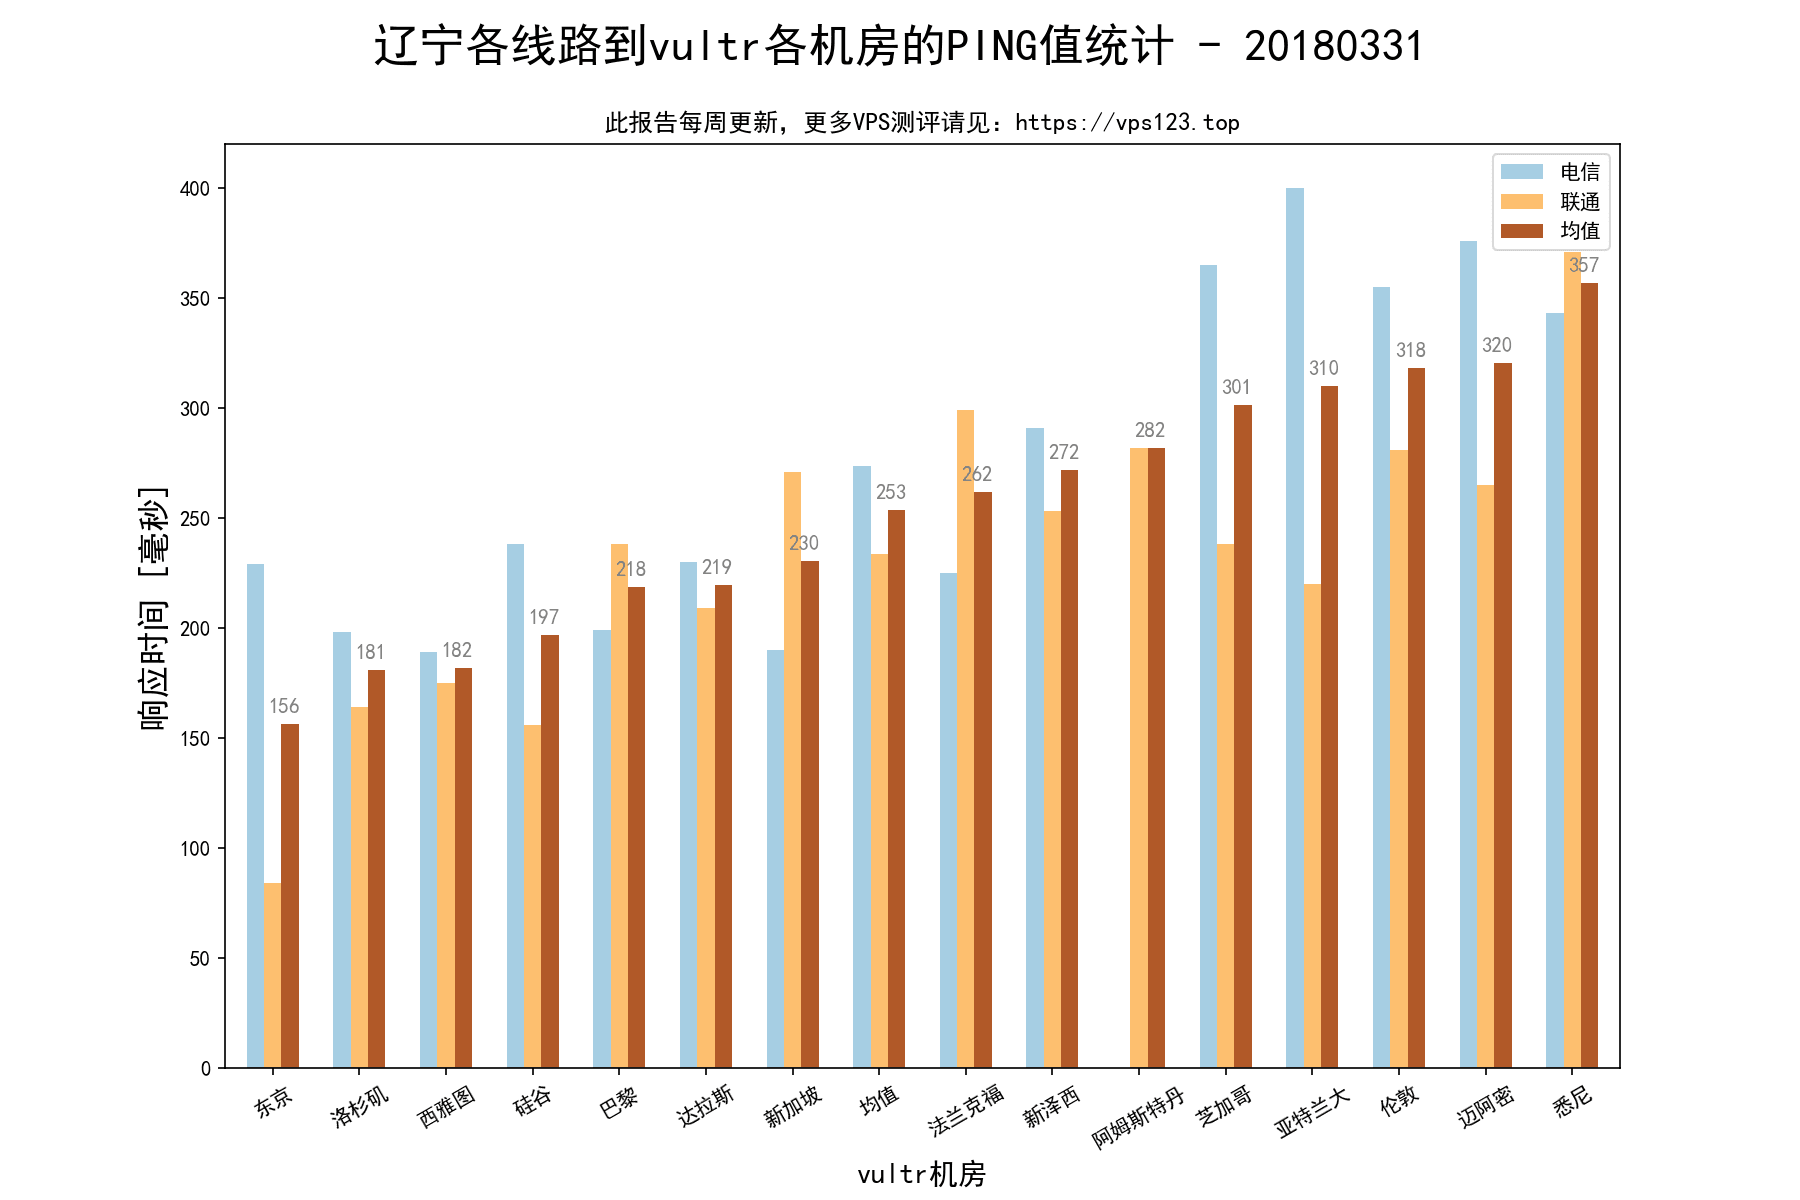 辽宁各线路到vultr各机房的PING值统计 - 20180331
此报告每周更新，更多VPS测评请见：https://vps123.top
电信
联通
均值
400
350
300
250
200
150
100
50
0
响应时间 [毫秒]
156
181
182
197
218
219
230
253
262
272
282
301
310
318
320
357
东京
洛杉矶
西雅图
硅谷
巴黎
达拉斯
新加坡
均值
法兰克福
新泽西
阿姆斯特丹
芝加哥
亚特兰大
伦敦
迈阿密
悉尼
vultr机房